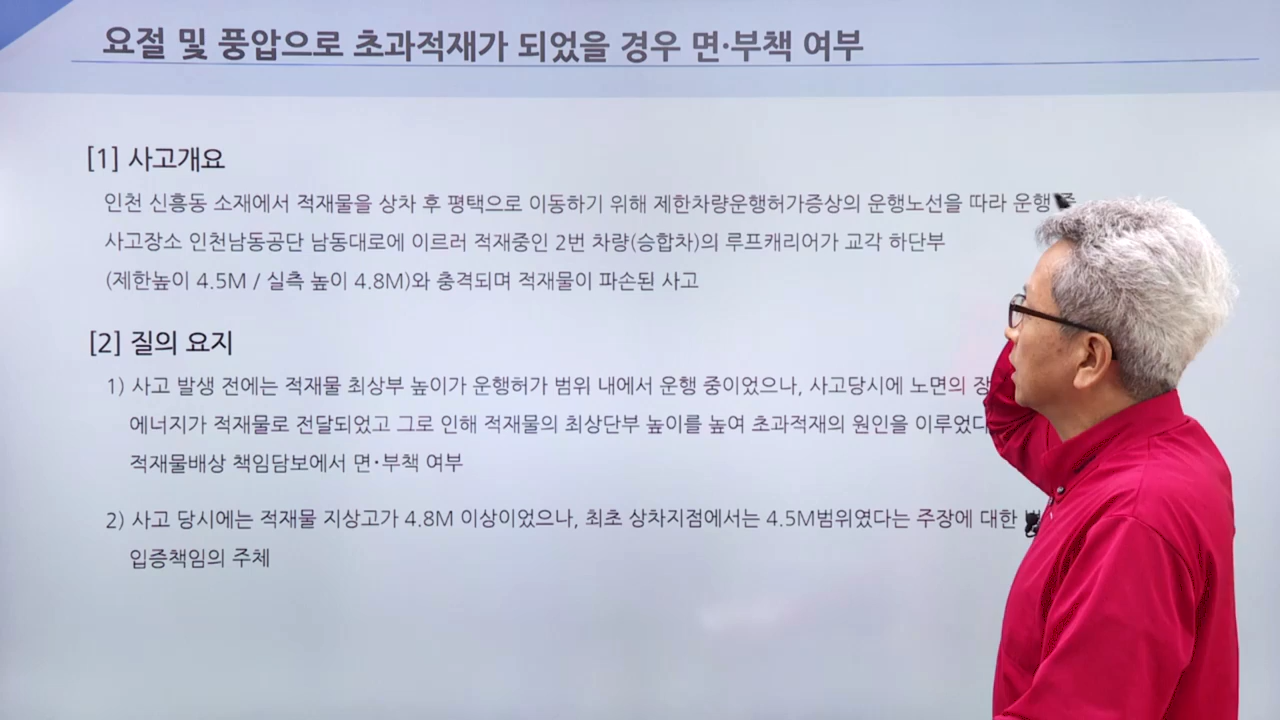 요절 및 풍압으로 초과적재가 되었을 경우 면·부책 여부
[1] 사고개요
인천 신흥동 소재에서 적재물을 상차 후 평택으로 이동하기 위해 제한차량운행허가증상의 운행노선을 따라 운행 중
사고장소 인천남동공단 남동대로에 이르러 적재중인 2번 차량(승합차)의 루프캐리어가 교각 하단부
(제한높이 4.5M / 실측 높이 4.8M)와 충격되며 적재물이 파손된 사고
[2] 질의 요지
1) 사고 발생 전에는 적재물 최상부 높이가 운행허가 범위 내에서 운행 중이었으나, 사고당시에 노면의
에너지가 적재물로 전달되었고 그로 인해 적재물의 최상단부 높이를 높여 초과적재의 원인을 이루었다
적재물배상 책임담보에서 면·부책 여부
2) 사고 당시에는 적재물 지상고가 4.8M 이상이었으나, 최초 상차지점에서는 4.5M범위였다는 주장에 대한
입증책임의 주체